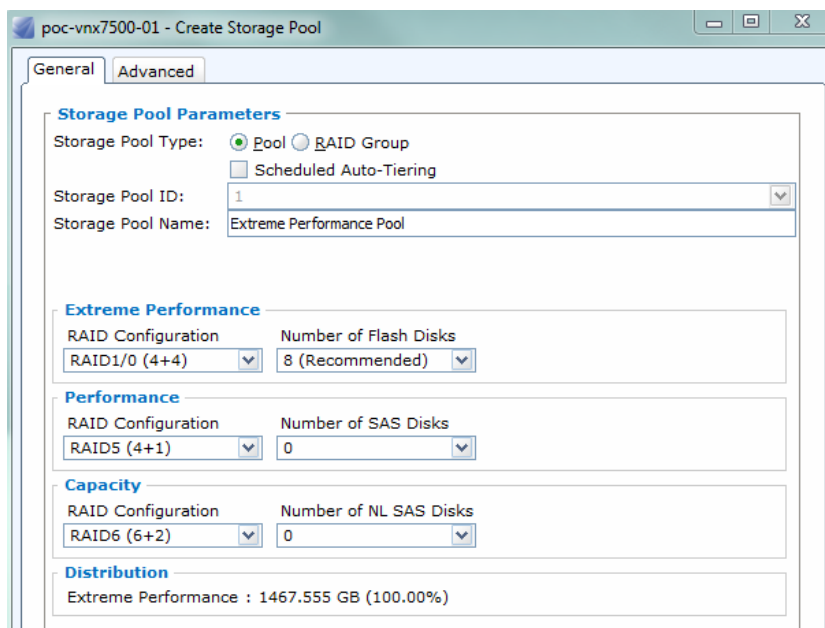 poc-vnx7500-01 - Create Storage Pool
General Advanced
Storage Pool Parameters
Storage Pool Type: Pool RAID Group
Scheduled Auto-Tiering
Storage Pool ID: 1
Storage Pool Name: Extreme Performance Pool
Extreme Performance
RAID Configuration Number of Flash Disks
RAID1/0 (4+4) 8 (Recommended)
Performance
RAID Configuration Number of SAS Disks
RAID5 (4+1) 0
Capacity
RAID Configuration Number of NL SAS Disks
RAID6 (6+2) 0
Distribution
Extreme Performance : 1467.555 GB (100.00%)